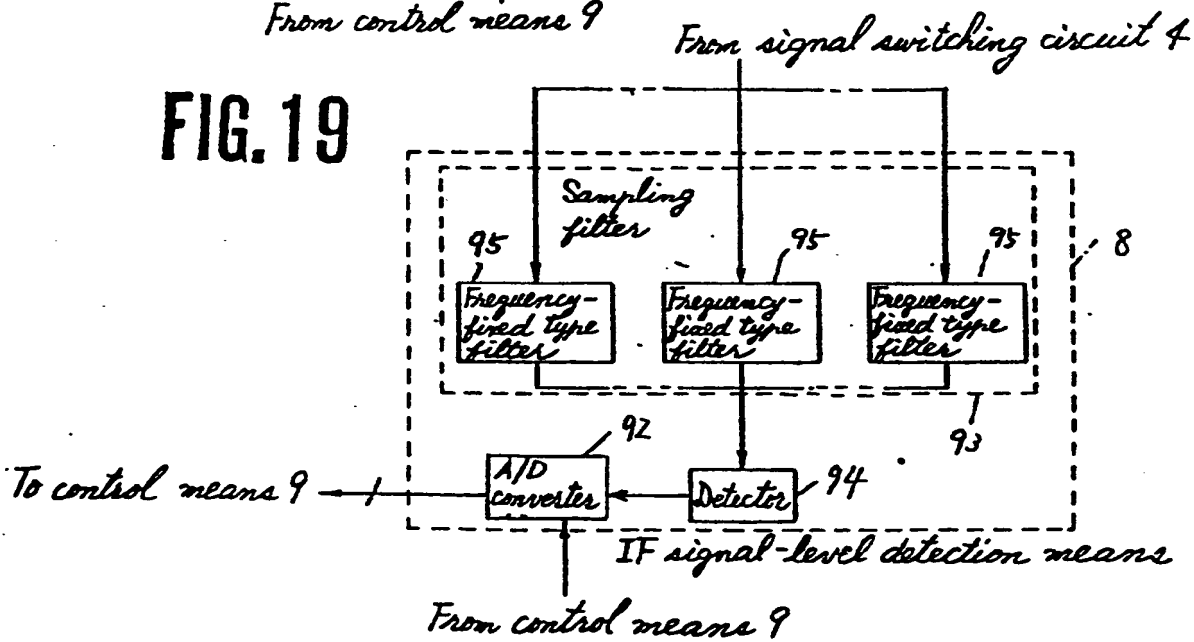 From control means 9
From signal switching circuit 4
FIG. 19
Sampling
filter
95
95
95
8
Frequency-
fixed type
filter
Frequency-
fixed type
filter
Frequency-
fixed type
filter
93
92
A/D
converter
To control means 9
Detector
94
IF signal-level detection means
From control means 9